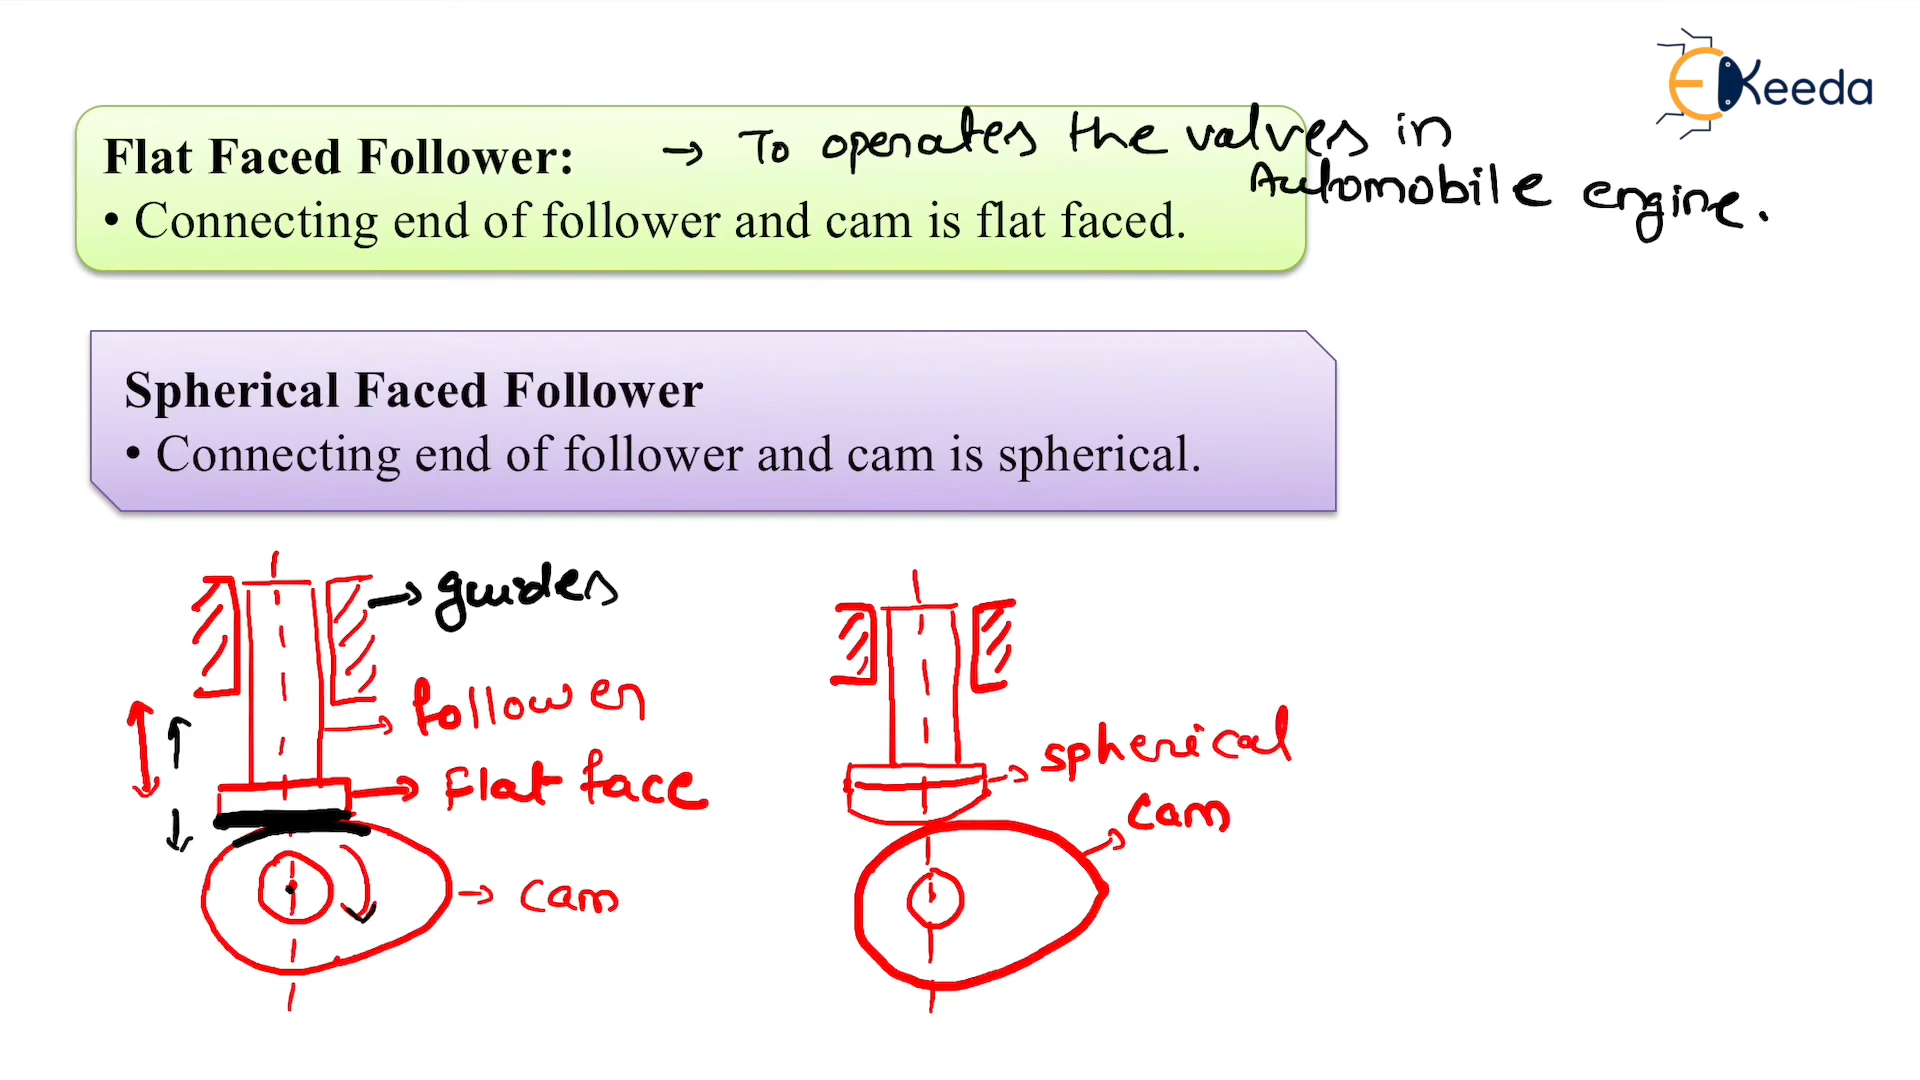 EKeeda
Flat Faced Follower: → To operates the valves in
Automobile engine.
• Connecting end of follower and cam is flat faced.
Spherical Faced Follower
• Connecting end of follower and cam is spherical.
guides
follower
Flat face
cam
spherical
cam